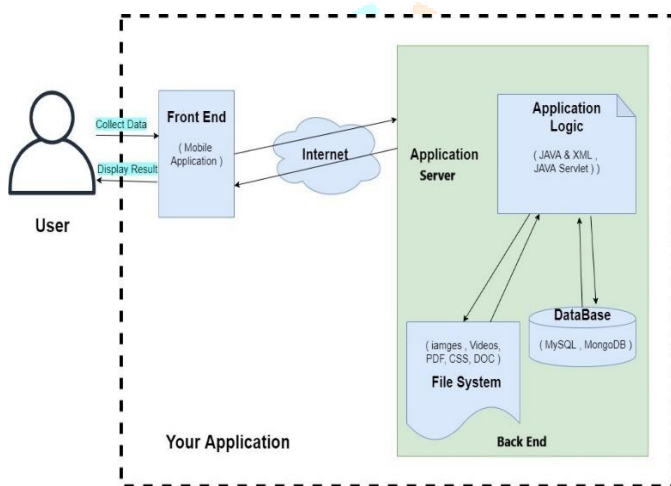 Collect Data
Display Result
User
Front End
( Mobile
Application )
Internet
Application
Server
Application
Logic
( JAVA & XML ,
JAVA Servlet ) )
( iamges , Videos,
PDF, CSS, DOC )
File System
DataBase
( MySQL , MongoDB )
Your Application
Back End